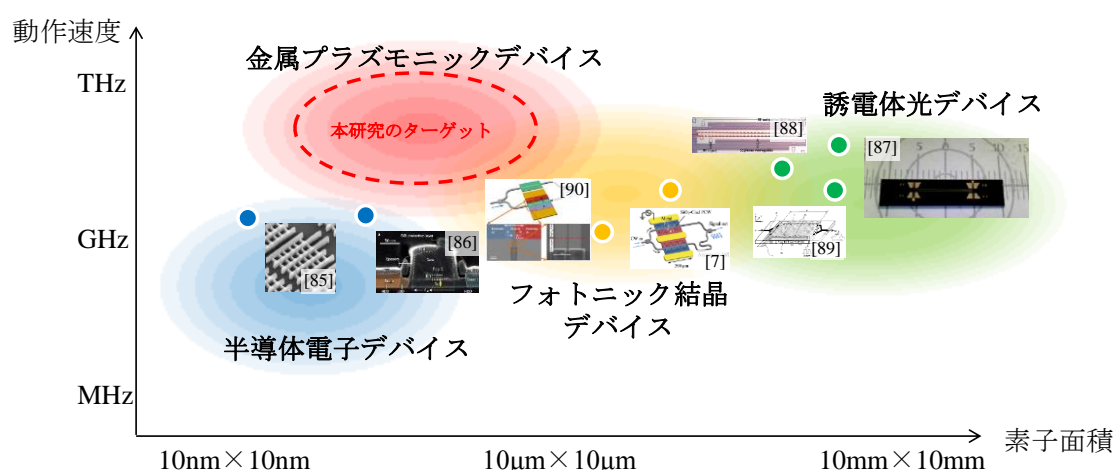 動作速度
THz
GHz
MHz
金属プラズモニックデバイス
本研究のターゲット
誘電体光デバイス
[88]
[87]
[90]
[85]
[86]
[7]
[89]
フォトニック結晶
デバイス
半導体電子デバイス
素子面積
10nm×10nm
10μm×10μm
10mm×10mm